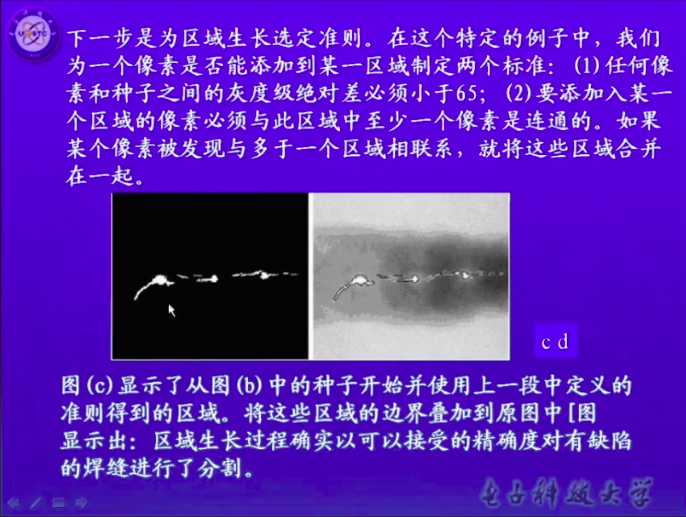 下一步是为区域生长选定准则。在这个特定的例子中，我们
为一个像素是否能添加到某一区域制定两个标准：(1)任何像
素和种子之间的灰度级绝对差必须小于65；(2)要添加入某一
个区域的像素必须与此区域中至少一个像素是连通的。如果
某个像素被发现与多于一个区域相联系，就将这些区域合并
在一起。
c d
图(c)显示了从图(b)中的种子开始并使用上一段中定义的
准则得到的区域。将这些区域的边界叠加到原图中[图
显示出：区域生长过程确实以可以接受的精确度对有缺陷
的焊缝进行了分割。
电子科技大学